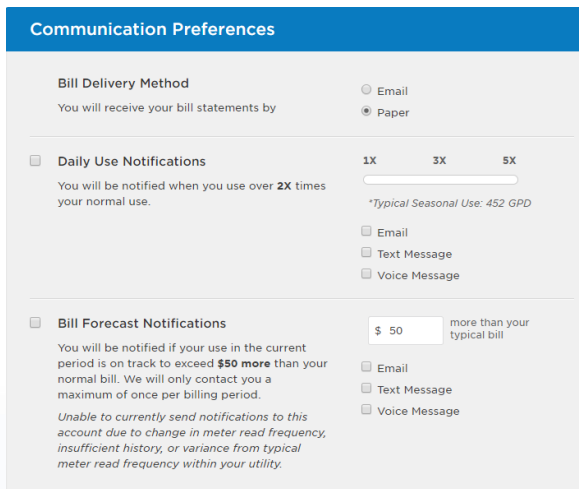 Communication Preferences
Bill Delivery Method
You will receive your bill statements by
Email
Paper
Daily Use Notifications
You will be notified when you use over 2X times
your normal use.
1X 3X 5X
*Typical Seasonal Use: 452 GPD
Email
Text Message
Voice Message
Bill Forecast Notifications
You will be notified if your use in the current
period is on track to exceed $50 more than your
normal bill. We will only contact you a
maximum of once per billing period.
Unable to currently send notifications to this
account due to change in meter read frequency,
insufficient history, or variance from typical
meter read frequency within your utility.
$ 50
more than your
typical bill
Email
Text Message
Voice Message